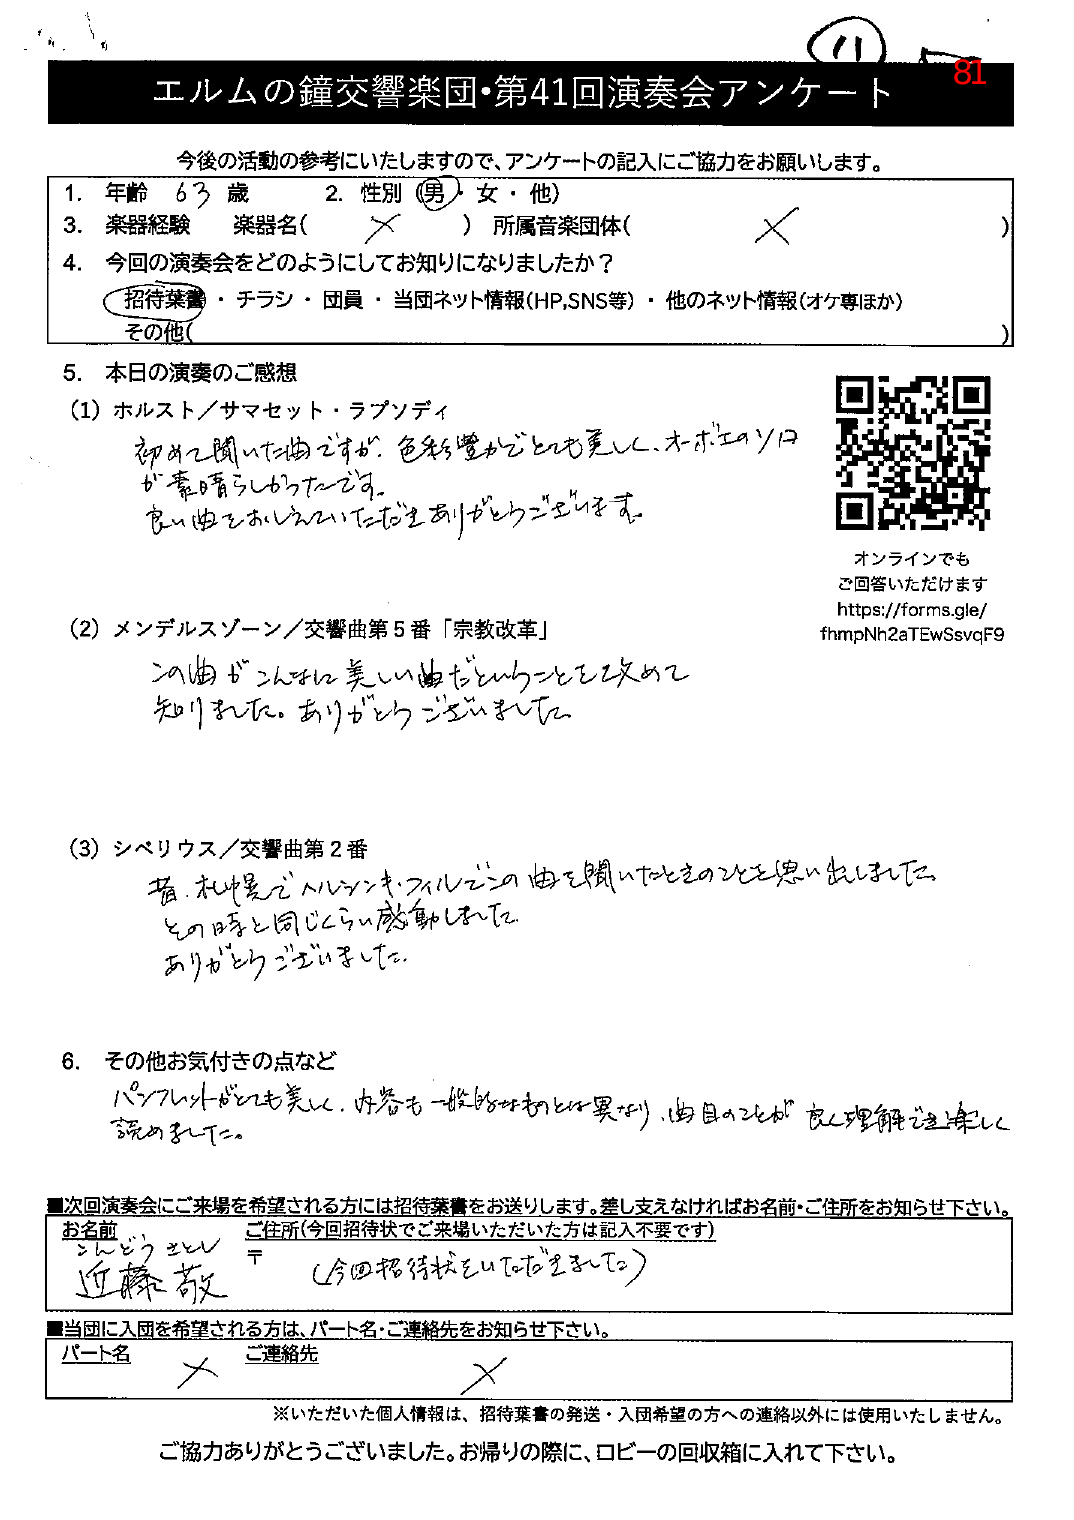 11
81
エルムの鐘交響楽団・第41回演奏会アンケート
今後の活動の参考にいたしますので、アンケートの記入にご協力をお願いします。
1. 年齢 63 歳 2. 性別 (男・女・他)
3. 楽器経験 楽器名( × ) 所属音楽団体( × )
4. 今回の演奏会をどのようにしてお知りになりましたか？
招待葉書・チラシ・団員・当団ネット情報(HP,SNS等)・他のネット情報(オケ専ほか)
その他( )
5. 本日の演奏のご感想
(1) ホルスト／サマセット・ラプソディ
初めて聞いた曲ですが、色彩豊かでとても美しく、オーボエのソロ
が素晴らしかったです。
良い曲をおしえていただきありがとうございます。
オンラインでも
ご回答いただけます
https://forms.gle/
fhmpNh2aTEwSsvqF9
(2) メンデルスゾーン／交響曲第５番「宗教改革」
この曲がこんなに美しい曲だということを改めて
知りました。ありがとうございました。
(3) シベリウス／交響曲第２番
昔、札幌でヘルシンキ・フィルでこの曲を聞いたときのことを思い出しました。
その時と同じくらい感動しました
ありがとうございました。
6. その他お気付きの点など
パンフレットがとても美しく、内容も一般的なものとは異なり、曲目のことが良く理解でき楽しく
読めました。
■次回演奏会にご来場を希望される方には招待葉書をお送りします。差し支えなければお名前・ご住所をお知らせ下さい。
お名前 ご住所(今回招待状でご来場いただいた方は記入不要です)
こんどう さとし
近藤 敬
〒 (今回招待状をいただきました)
■当団に入団を希望される方は、パート名・ご連絡先をお知らせ下さい。
パート名 × ご連絡先 ×
※いただいた個人情報は、招待葉書の発送・入団希望の方への連絡以外には使用いたしません。
ご協力ありがとうございました。お帰りの際に、ロビーの回収箱に入れて下さい。